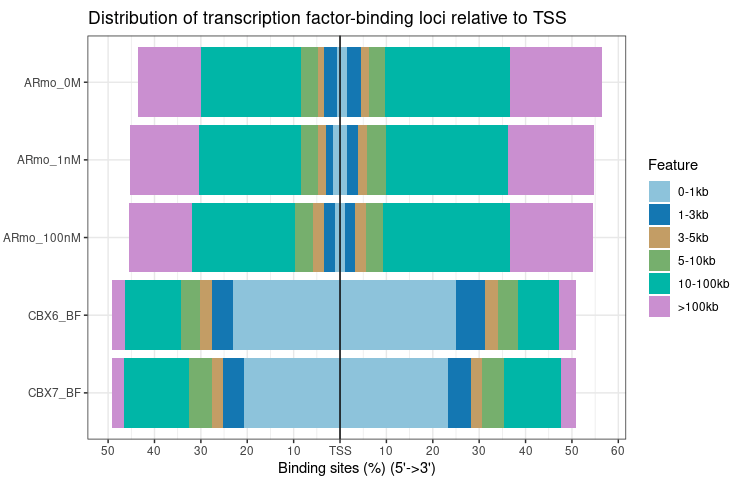 Distribution of transcription factor-binding loci relative to TSS
ARmo_0M
ARmo_1nM
ARmo_100nM
CBX6_BF
CBX7_BF
50 40 30 20 10 TSS 10 20 30 40 50 60
Binding sites (%) (5'->3')
Feature
0-1kb
1-3kb
3-5kb
5-10kb
10-100kb
>100kb